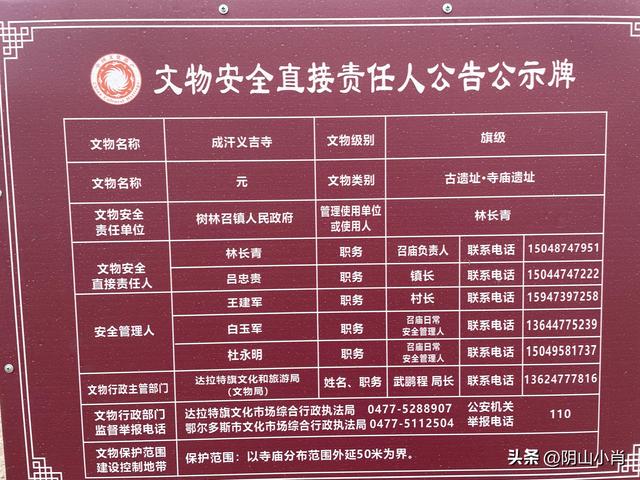 文物安全直接责任人公告公示牌
文物名称 成汗义吉寺 文物级别 旗级
文物名称 元 文物类别 古遗址·寺庙遗址
文物安全 责任单位 树林召镇人民政府 管理使用单位 或使用人 林长青
文物安全 直接责任人 林长青 职务 召庙负责人 联系电话 15048747951
吕忠贵 职务 镇长 联系电话 15044747222
安全管理人 王建军 职务 村长 联系电话 15947397258
白玉军 职务 召庙日常 安全管理人 联系电话 13644775239
杜永明 职务 召庙日常 安全管理人 联系电话 15049581737
文物行政主管部门 达拉特旗文化和旅游局 (文物局) 姓名、职务 武鹏程 局长 联系电话 13624777816
文物行政部门 监督举报电话 达拉特旗文化市场综合行政执法局 0477-5288907 公安机关 举报电话 110
鄂尔多斯市文化市场综合行政执法局 0477-5112504
文物保护范围 建设控制地带 保护范围：以寺庙分布范围外延50米为界。
头条 @阴山小肖